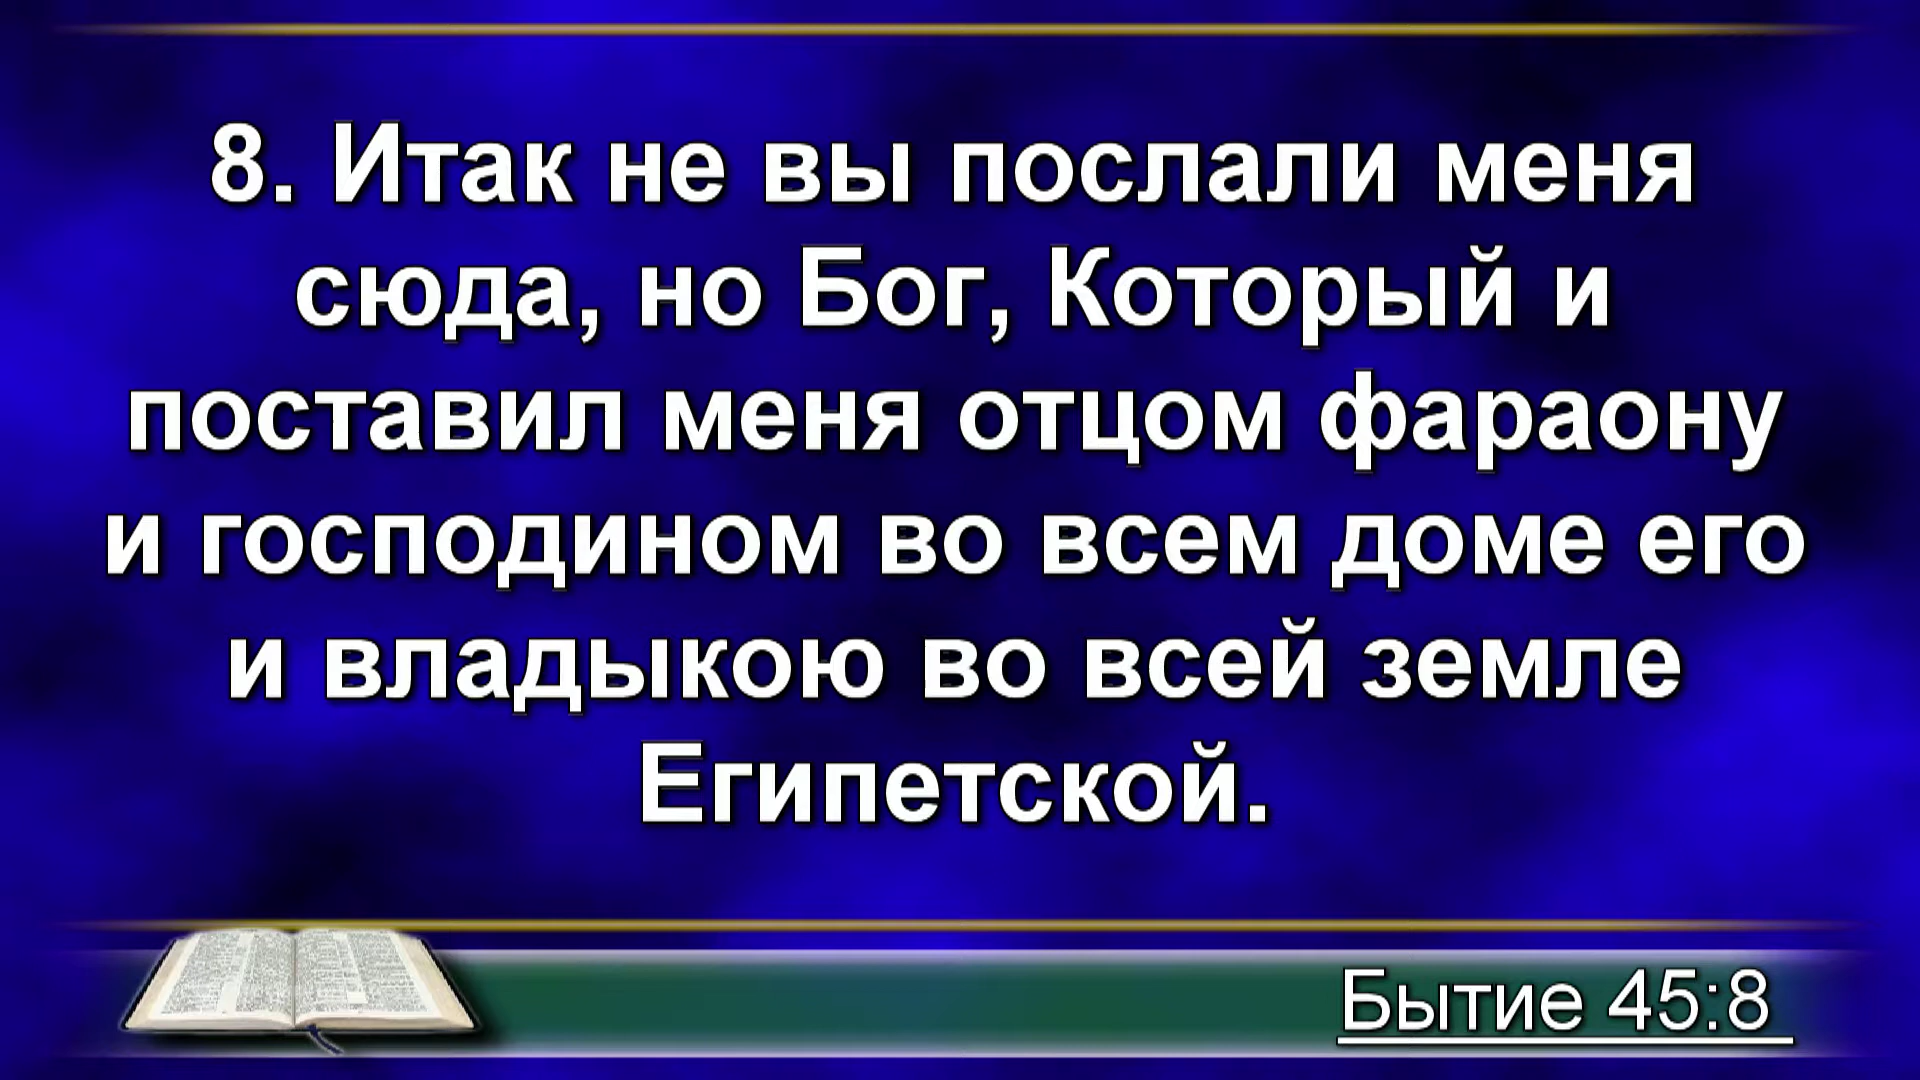 8. Итак не вы послали меня
сюда, но Бог, Который и
поставил меня отцом фараону
и господином во всем доме его
и владыкою во всей земле
Египетской.
Бытие 45:8